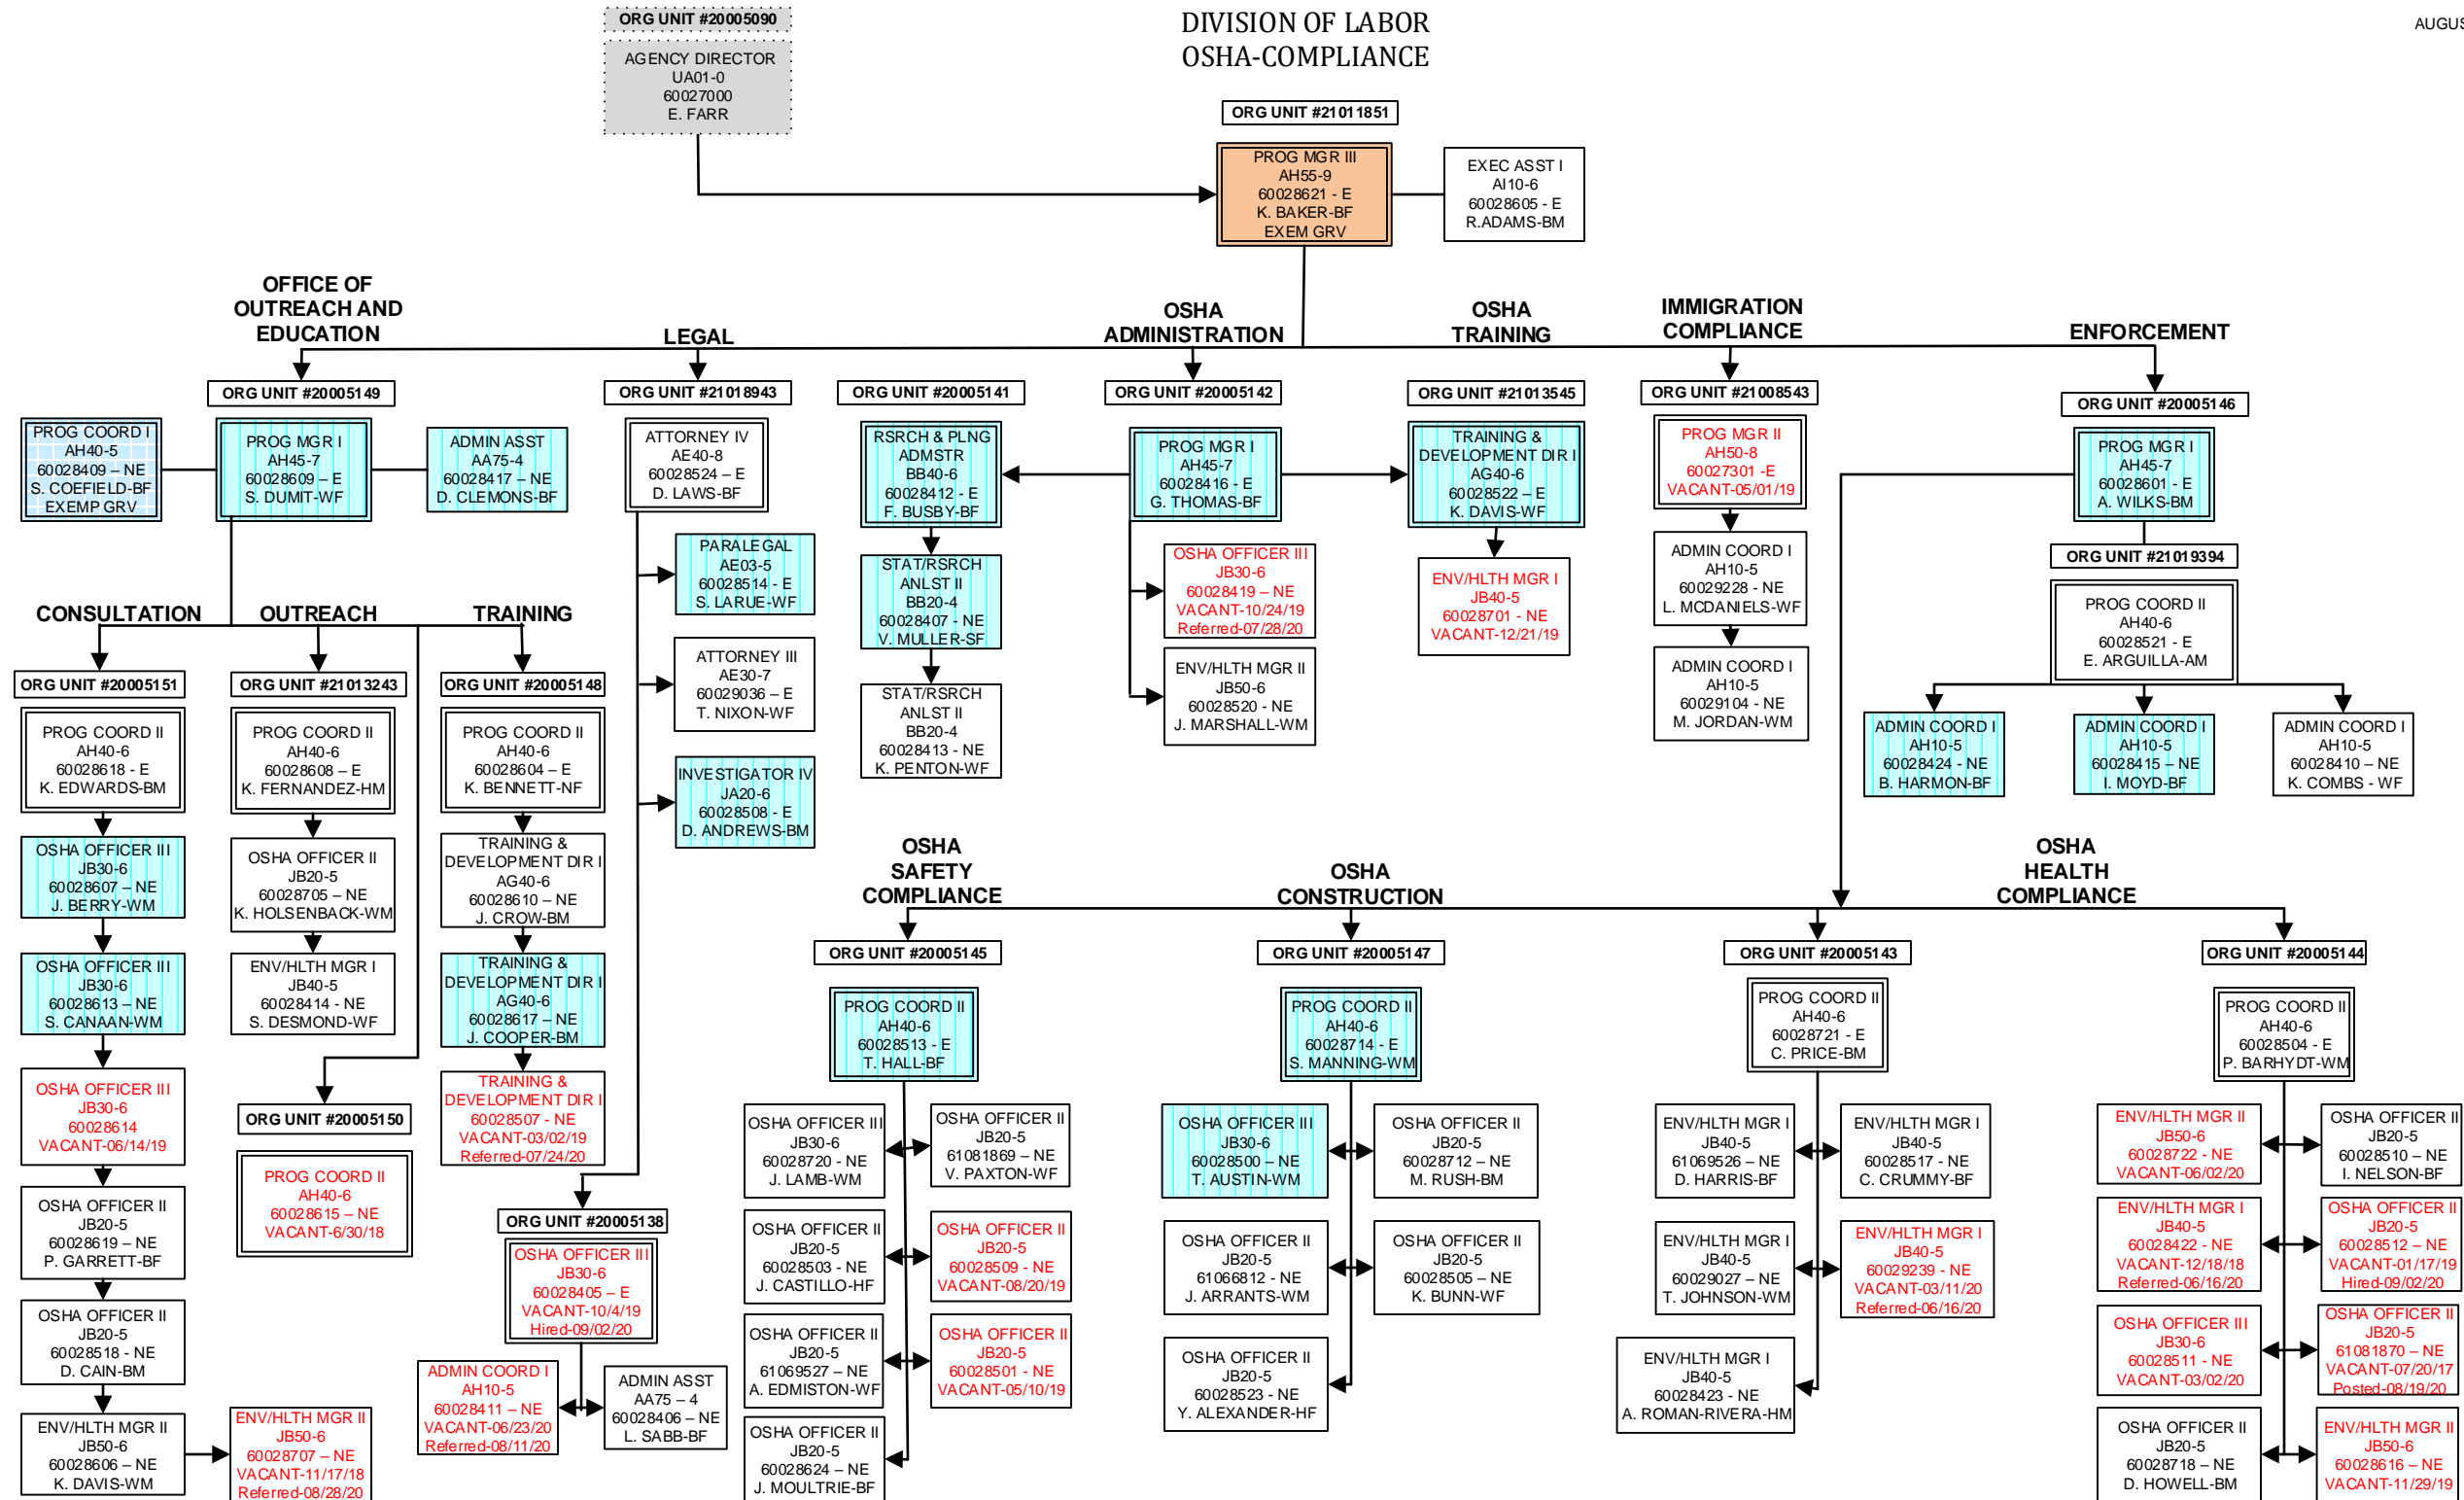 ORG UNIT #20005090
AGENCY DIRECTOR
UA01-0
60027000
E. FARR
DIVISION OF LABOR
OSHA-COMPLIANCE
AUGUS
ORG UNIT #21011851
PROG MGR III
AH55-9
60028621 - E
K. BAKER-BF
EXEM GRV
EXEC ASST I
AI10-6
60028605 - E
R.ADAMS-BM
OFFICE OF
OUTREACH AND
EDUCATION
LEGAL
OSHA
ADMINISTRATION
OSHA
TRAINING
IMMIGRATION
COMPLIANCE
ENFORCEMENT
ORG UNIT #20005149
PROG COORD I
AH40-5
60028409 – NE
S. COEFIELD-BF
EXEMP GRV
PROG MGR I
AH45-7
60028609 – E
S. DUMIT-WF
ADMIN ASST
AA75-4
60028417 – NE
D. CLEMONS-BF
ORG UNIT #21018943
ATTORNEY IV
AE40-8
60028524 – E
D. LAWS-BF
PARALEGAL
AE03-5
60028514 - E
S. LARUE-WF
ATTORNEY III
AE30-7
60029036 – E
T. NIXON-WF
INVESTIGATOR IV
JA20-6
60028508 - E
D. ANDREWS-BM
ORG UNIT #20005141
RSRCH & PLNG
ADMSTR
BB40-6
60028412 - E
F. BUSBY-BF
STAT/RSRCH
ANLST II
BB20-4
60028407 - NE
V. MULLER-SF
STAT/RSRCH
ANLST II
BB20-4
60028413 - NE
K. PENTON-WF
ORG UNIT #20005142
PROG MGR I
AH45-7
60028416 - E
G. THOMAS-BF
OSHA OFFICER III
JB30-6
60028419 – NE
VACANT-10/24/19
Referred-07/28/20
ENV/HLTH MGR II
JB50-6
60028520 - NE
J. MARSHALL-WM
ORG UNIT #21013545
TRAINING &
DEVELOPMENT DIR I
AG40-6
60028522 – E
K. DAVIS-WF
ENV/HLTH MGR I
JB40-5
60028701 - NE
VACANT-12/21/19
ORG UNIT #21008543
PROG MGR II
AH50-8
60027301 -E
VACANT-05/01/19
ADMIN COORD I
AH10-5
60029228 - NE
L. MCDANIELS-WF
ADMIN COORD I
AH10-5
60029104 - NE
M. JORDAN-WM
ORG UNIT #20005146
PROG MGR I
AH45-7
60028601 - E
A. WILKS-BM
ORG UNIT #21019394
PROG COORD II
AH40-6
60028521 - E
E. ARGUILLA-AM
ADMIN COORD I
AH10-5
60028424 - NE
B. HARMON-BF
ADMIN COORD I
AH10-5
60028415 – NE
I. MOYD-BF
ADMIN COORD I
AH10-5
60028410 – NE
K. COMBS - WF
CONSULTATION
OUTREACH
TRAINING
ORG UNIT #20005151
PROG COORD II
AH40-6
60028618 - E
K. EDWARDS-BM
OSHA OFFICER III
JB30-6
60028607 – NE
J. BERRY-WM
OSHA OFFICER III
JB30-6
60028613 – NE
S. CANAAN-WM
OSHA OFFICER III
JB30-6
60028614
VACANT-06/14/19
OSHA OFFICER II
JB20-5
60028619 – NE
P. GARRETT-BF
OSHA OFFICER II
JB20-5
60028518 – NE
D. CAIN-BM
ENV/HLTH MGR II
JB50-6
60028606 – NE
K. DAVIS-WM
ENV/HLTH MGR II
JB50-6
60028707 – NE
VACANT-11/17/18
Referred-08/28/20
ORG UNIT #21013243
PROG COORD II
AH40-6
60028608 – E
K. FERNANDEZ-HM
OSHA OFFICER II
JB20-5
60028705 – NE
K. HOLSENBACK-WM
ENV/HLTH MGR I
JB40-5
60028414 - NE
S. DESMOND-WF
ORG UNIT #20005150
PROG COORD II
AH40-6
60028615 – NE
VACANT-6/30/18
ORG UNIT #20005148
PROG COORD II
AH40-6
60028604 – E
K. BENNETT-NF
TRAINING &
DEVELOPMENT DIR I
AG40-6
60028610 – NE
J. CROW-BM
TRAINING &
DEVELOPMENT DIR I
AG40-6
60028617 – NE
J. COOPER-BM
TRAINING &
DEVELOPMENT DIR I
60028507 - NE
VACANT-03/02/19
Referred-07/24/20
ORG UNIT #20005138
OSHA OFFICER III
JB30-6
60028405 – E
VACANT-10/4/19
Hired-09/02/20
ADMIN COORD I
AH10-5
60028411 – NE
VACANT-06/23/20
Referred-08/11/20
ADMIN ASST
AA75 – 4
60028406 – NE
L. SABB-BF
OSHA
SAFETY
COMPLIANCE
OSHA
CONSTRUCTION
OSHA
HEALTH
COMPLIANCE
ORG UNIT #20005145
PROG COORD II
AH40-6
60028513 - E
T. HALL-BF
OSHA OFFICER III
JB30-6
60028720 - NE
J. LAMB-WM
OSHA OFFICER II
JB20-5
61081869 – NE
V. PAXTON-WF
OSHA OFFICER II
JB20-5
60028503 - NE
J. CASTILLO-HF
OSHA OFFICER II
JB20-5
60028509 - NE
VACANT-08/20/19
OSHA OFFICER II
JB20-5
61069527 – NE
A. EDMISTON-WF
OSHA OFFICER II
JB20-5
60028501 - NE
VACANT-05/10/19
OSHA OFFICER II
JB20-5
60028624 – NE
J. MOULTRIE-BF
ORG UNIT #20005147
PROG COORD II
AH40-6
60028714 - E
S. MANNING-WM
OSHA OFFICER III
JB30-6
60028500 – NE
T. AUSTIN-WM
OSHA OFFICER II
JB20-5
60028712 – NE
M. RUSH-BM
OSHA OFFICER II
JB20-5
61066812 - NE
J. ARRANTS-WM
OSHA OFFICER II
JB20-5
60028505 – NE
K. BUNN-WF
OSHA OFFICER II
JB20-5
60028523 - NE
Y. ALEXANDER-HF
ORG UNIT #20005143
PROG COORD II
AH40-6
60028721 - E
C. PRICE-BM
ENV/HLTH MGR I
JB40-5
61069526 – NE
D. HARRIS-BF
ENV/HLTH MGR I
JB40-5
60028517 - NE
C. CRUMMY-BF
ENV/HLTH MGR I
JB40-5
60029027 – NE
T. JOHNSON-WM
ENV/HLTH MGR I
JB40-5
60029239 - NE
VACANT-03/11/20
Referred-06/16/20
ENV/HLTH MGR I
JB40-5
60028423 - NE
A. ROMAN-RIVERA-HM
ORG UNIT #20005144
PROG COORD II
AH40-6
60028504 - E
P. BARHYDT-WM
ENV/HLTH MGR II
JB50-6
60028722 - NE
VACANT-06/02/20
OSHA OFFICER II
JB20-5
60028510 – NE
I. NELSON-BF
ENV/HLTH MGR I
JB40-5
60028422 - NE
VACANT-12/18/18
Referred-06/16/20
OSHA OFFICER II
JB20-5
60028512 – NE
VACANT-01/17/19
Hired-09/02/20
OSHA OFFICER III
JB30-6
60028511 - NE
VACANT-03/02/20
OSHA OFFICER II
JB20-5
61081870 – NE
VACANT-07/20/17
Posted-08/19/20
OSHA OFFICER II
JB20-5
60028718 – NE
D. HOWELL-BM
ENV/HLTH MGR II
JB50-6
60028616 – NE
VACANT-11/29/19